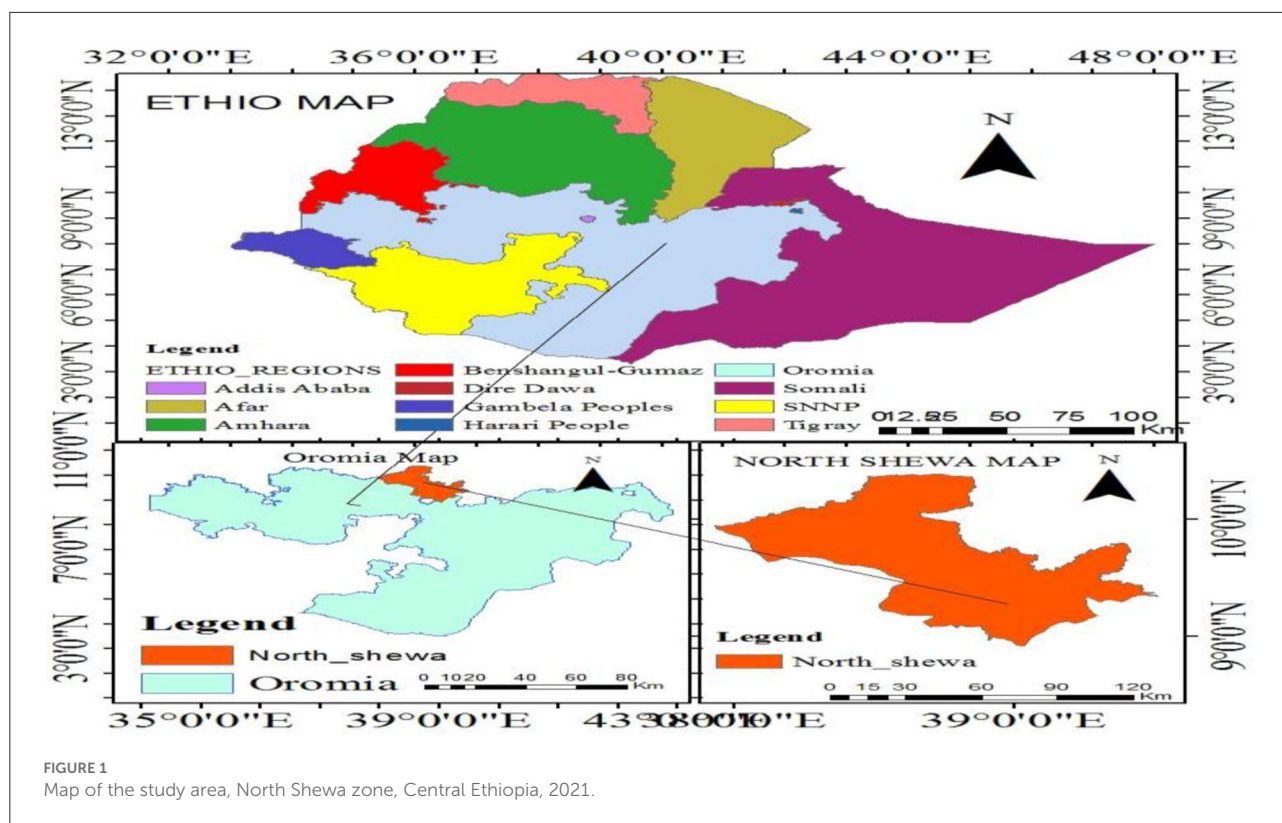 32°0'0"E 36°0'0"E 40°0'0"E 44°0'0"E 48°0'0"E
ETHIO MAP
N
13°0'0"N
9°0'0"N
6°0'0"N
3°0'0"N
13°0'0"N
9°0'0"N
6°0'0"N
3°0'0"N
Legend
ETHIO_REGIONS Benshangul-Gumaz Oromia
Addis Ababa Dire Dawa Somali
Afar Gambela Peoples SNNP
Amhara Harari People Tigray
0 12.5 25 50 75 100
Km
Oromia Map
N
11°0'0"N
7°0'0"N
3°0'0"N
Legend
North_shewa
Oromia
0 10 20 40 60 80
Km
35°0'0"E 39°0'0"E
NORTH SHEWA MAP
N
10°0'0"N
9°0'0"N
Legend
North_shewa
0 15 30 60 90 120
Km
39°0'0"E
FIGURE 1
Map of the study area, North Shewa zone, Central Ethiopia, 2021.